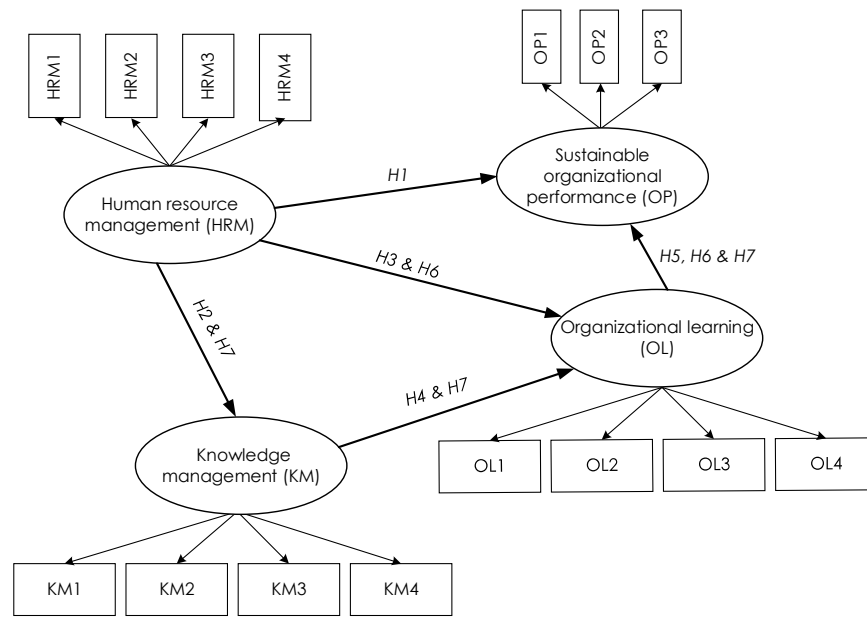 HRM1
HRM2
HRM3
HRM4
OP1
OP2
OP3
Sustainable
organizational
performance (OP)
H1
Human resource
management (HRM)
H3 & H6
H5, H6 & H7
H2 & H7
Organizational learning
(OL)
H4 & H7
Knowledge
management (KM)
OL1
OL2
OL3
OL4
KM1
KM2
KM3
KM4